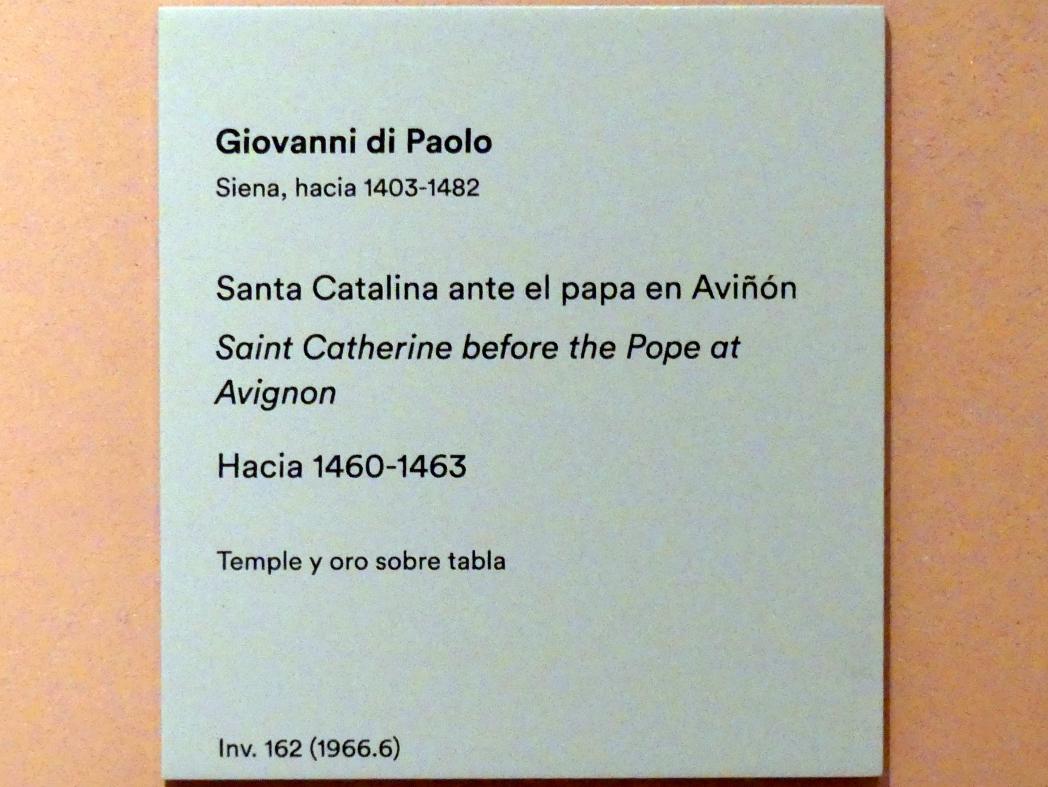 Giovanni di Paolo
Siena, hacia 1403-1482
Santa Catalina ante el papa en Aviñón
Saint Catherine before the Pope at
Avignon
Hacia 1460-1463
Temple y oro sobre tabla
Inv. 162 (1966.6)